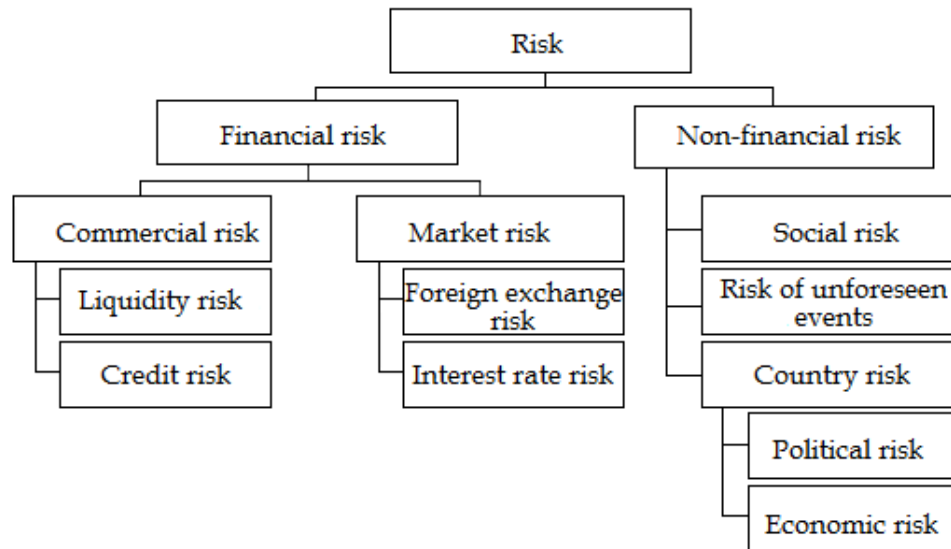 Risk
Financial risk
Non-financial risk
Commercial risk
Market risk
Social risk
Liquidity risk
Foreign exchange
risk
Risk of unforeseen
events
Credit risk
Interest rate risk
Country risk
Political risk
Economic risk